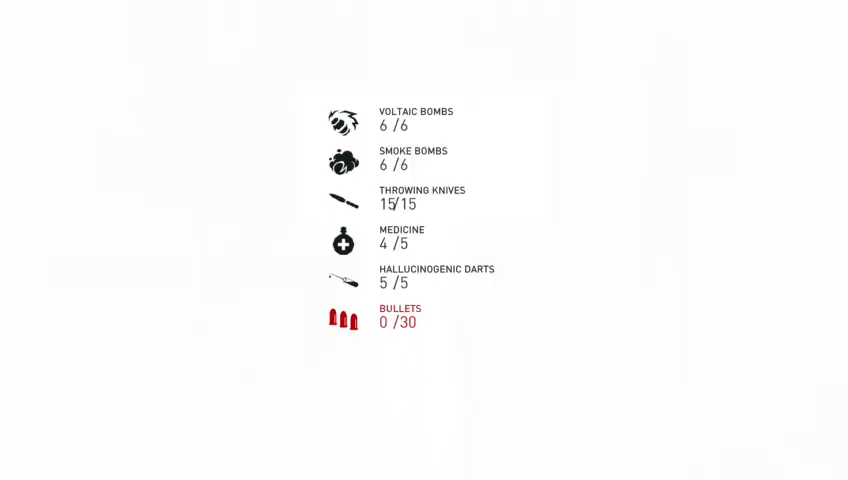 VOLTAIC BOMBS
6 /6
SMOKE BOMBS
6 /6
THROWING KNIVES
15/15
MEDICINE
4 /5
HALLUCINOGENIC DARTS
5 /5
BULLETS
0 /30